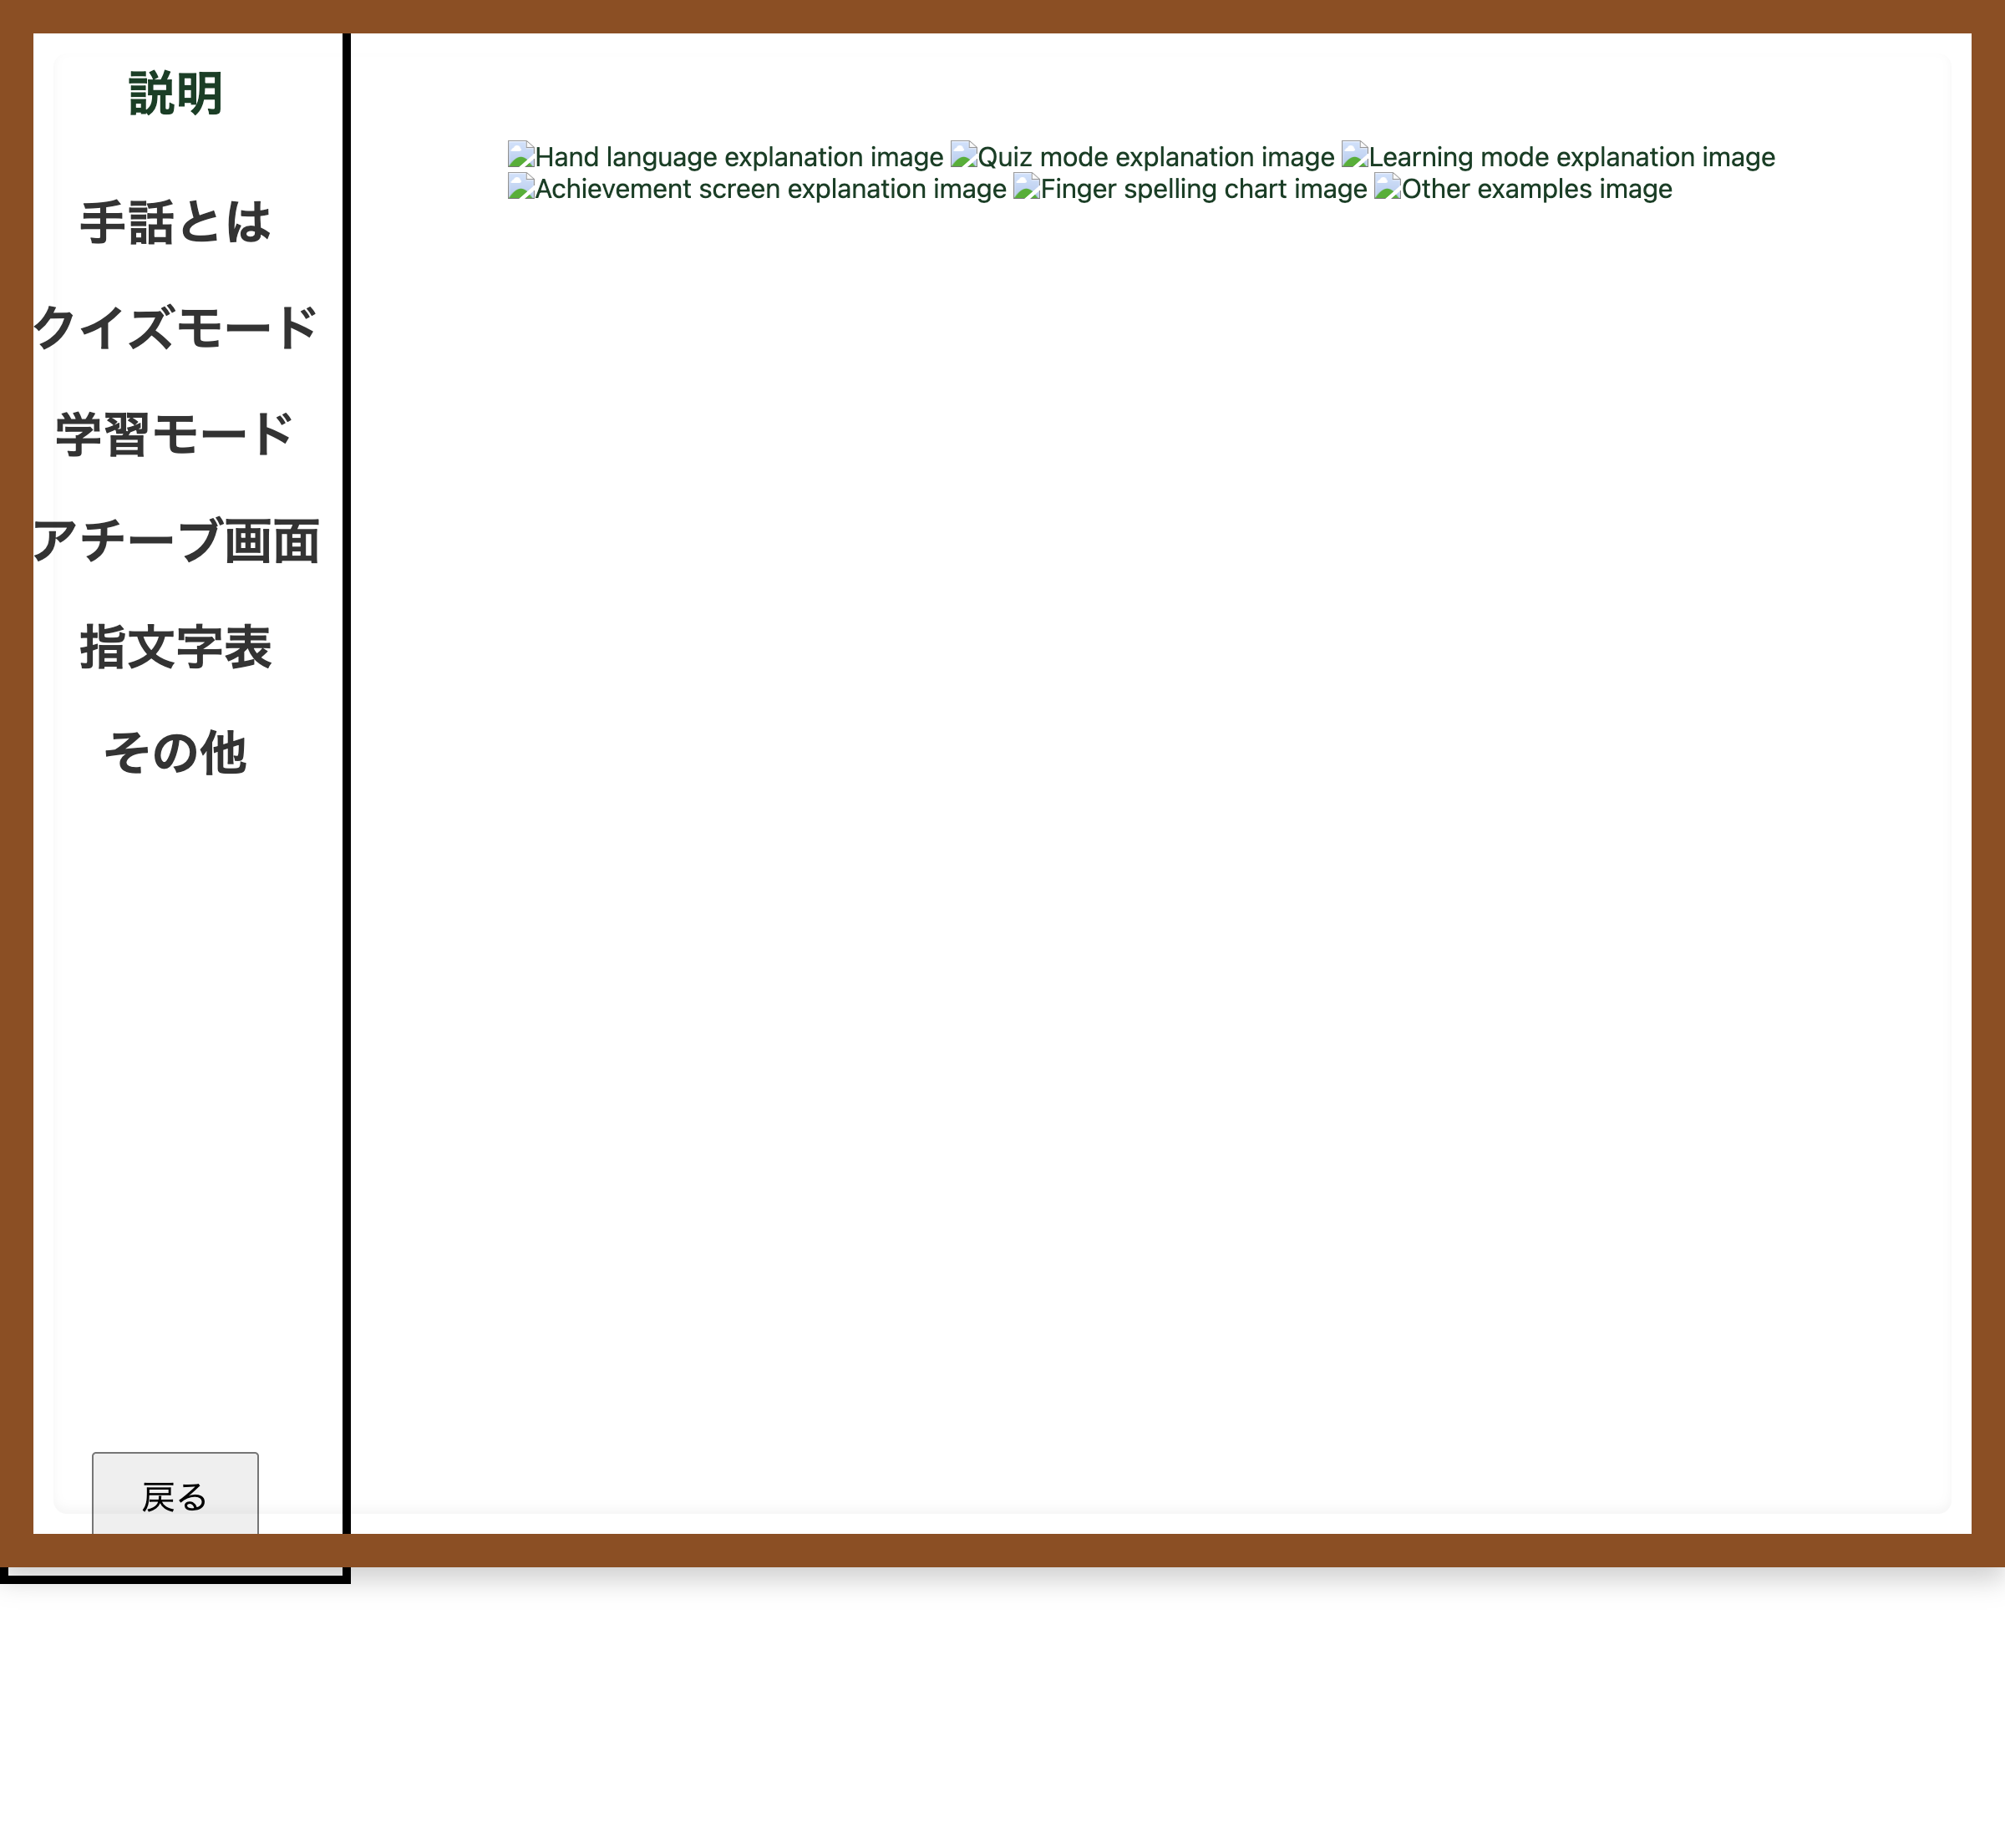 説明
手話とは
クイズモード
学習モード
アチーブ画面
指文字表
その他
戻る
Hand language explanation image Quiz mode explanation image Learning mode explanation image
Achievement screen explanation image Finger spelling chart image Other examples image